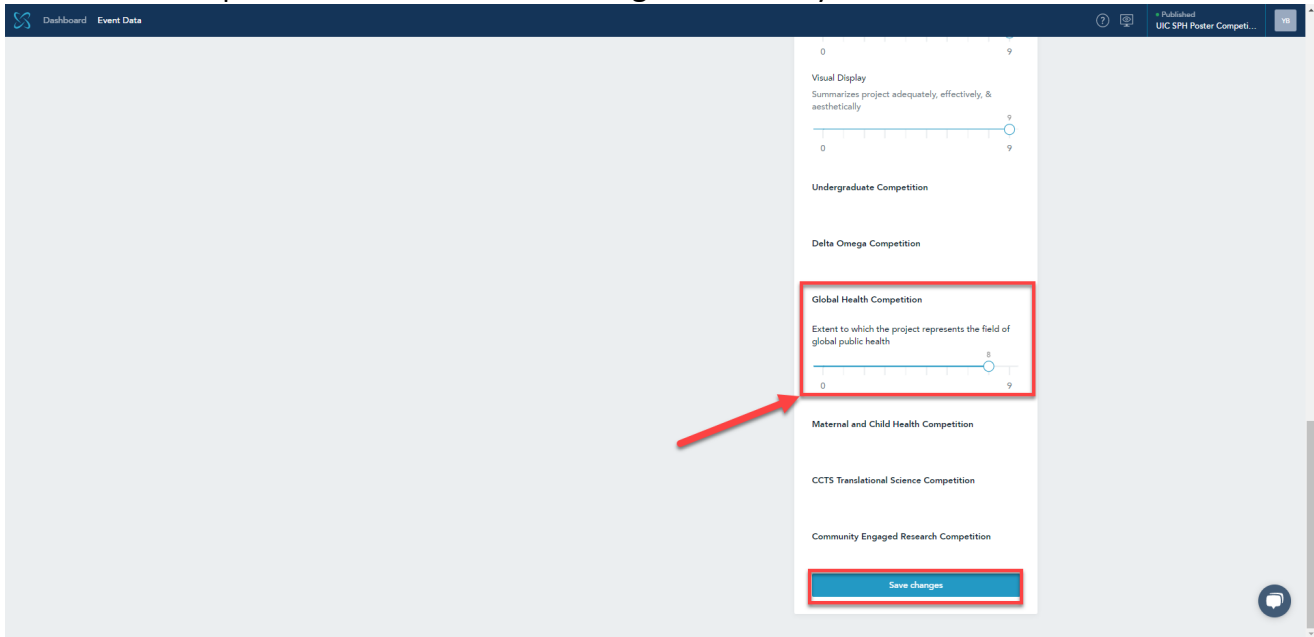 Dashboard Event Data
Published
UIC SPH Poster Competi...
YB
0 9
Visual Display
Summarizes project adequately, effectively, &
aesthetically
9
0 9
Undergraduate Competition
Delta Omega Competition
Global Health Competition
Extent to which the project represents the field of
global public health
8
0 9
Maternal and Child Health Competition
CCTS Translational Science Competition
Community Engaged Research Competition
Save changes